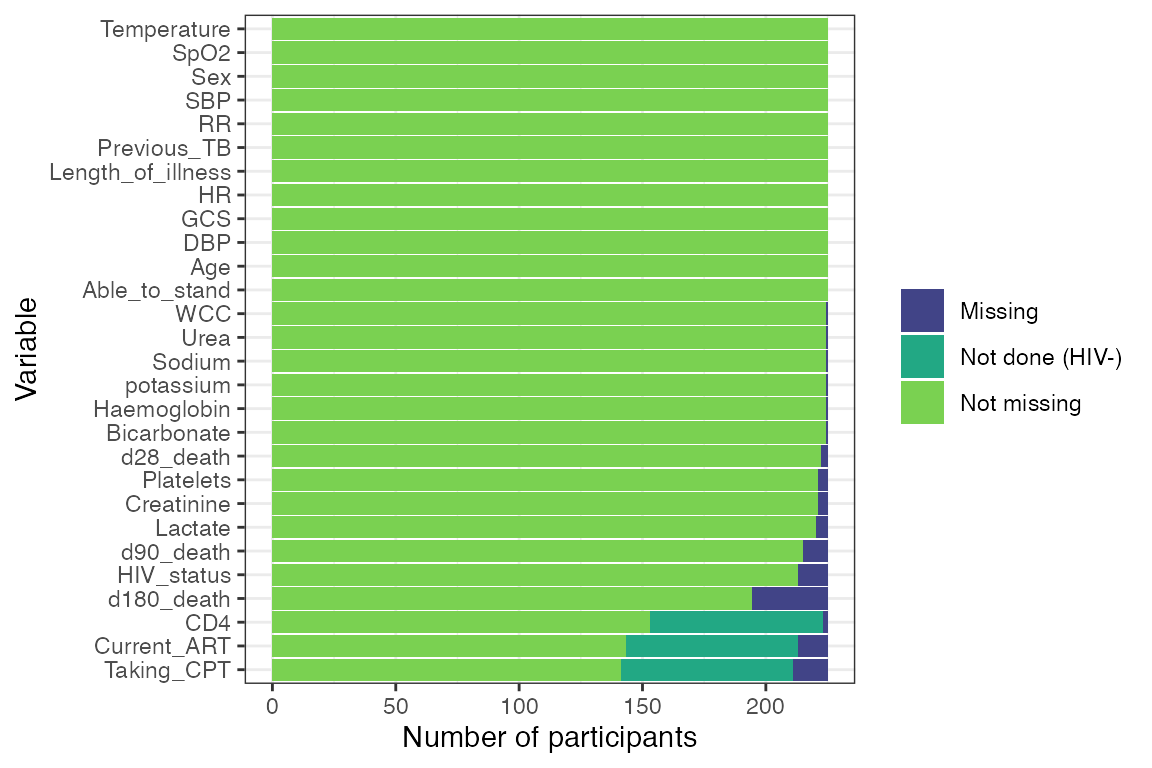 Temperature
SpO2
Sex
SBP
RR
Previous_TB
Length_of_illness
HR
GCS
DBP
Age
Able_to_stand
WCC
Urea
Sodium
potassium
Haemoglobin
Bicarbonate
d28_death
Platelets
Creatinine
Lactate
d90_death
HIV_status
d180_death
CD4
Current_ART
Taking_CPT
Variable
0 50 100 150 200
Number of participants
Missing
Not done (HIV-)
Not missing